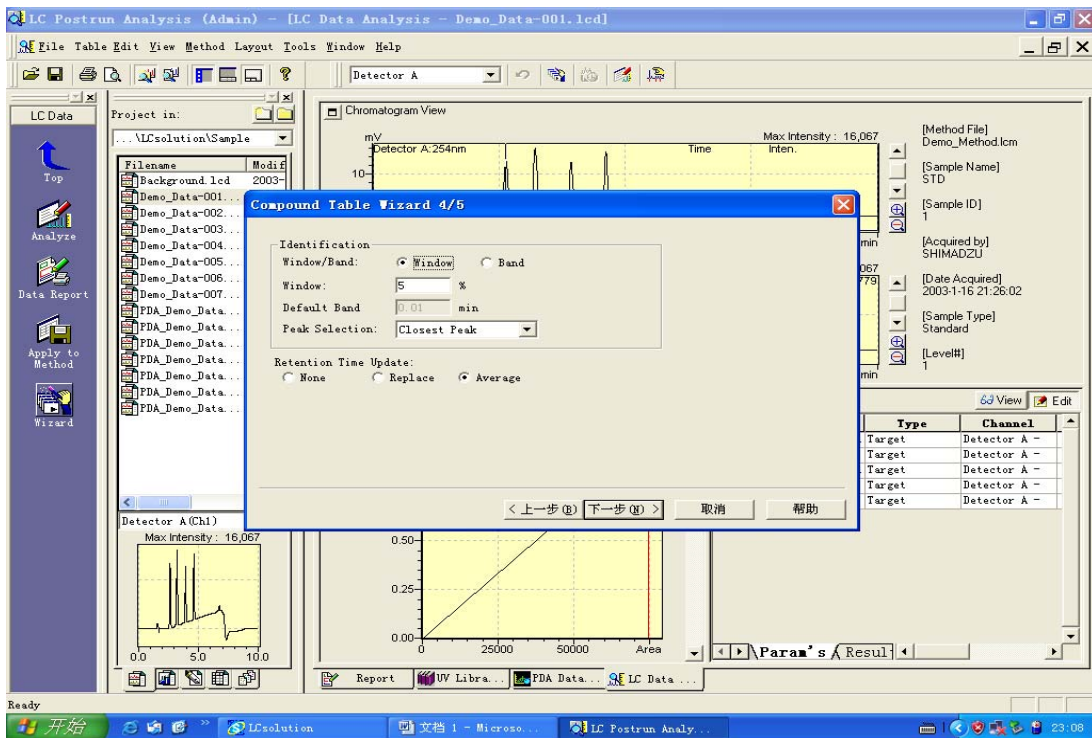 LC Postrun Analysis (Admin) - [LC Data Analysis - Demo_Data-001.lcd]
File Table Edit View Method Layout Tools Window Help
Detector A
LC Data
Top
Analyze
Data Report
Apply to
Method
Wizard
Project in:
...\LCsolution\Sample
Filename Modif
Background.lcd 2003-
Demo_Data-001...
Demo_Data-002...
Demo_Data-003...
Demo_Data-004...
Demo_Data-005...
Demo_Data-006...
Demo_Data-007...
PDA_Demo_Data...
PDA_Demo_Data...
PDA_Demo_Data...
PDA_Demo_Data...
PDA_Demo_Data...
PDA_Demo_Data...
PDA_Demo_Data...
Detector A(Ch1)
Max Intensity : 16,067
0.0 5.0 10.0
Chromatogram View
mV
Detector A:254nm
Max Intensity : 16,067
Time Inten.
10
min
067
779
min
[Method File]
Demo_Method.lcm
[Sample Name]
STD
[Sample ID]
1
[Acquired by]
SHIMADZU
[Date Acquired]
2003-1-16 21:26:02
[Sample Type]
Standard
[Level#]
1
Compound Table Wizard 4/5
Identification
Window/Band: Window Band
Window: 5 %
Default Band 0.01 min
Peak Selection: Closest Peak
Retention Time Update:
None Replace Average
< 上一步(B) 下一步(N) > 取消 帮助
View Edit
Type Channel
Target Detector A -
Target Detector A -
Target Detector A -
Target Detector A -
Target Detector A -
0.50
0.25
0.00
0 25000 50000 Area
Param's Resul
Report UV Libra... PDA Data... LC Data ...
Ready
开始 LCsolution 文档 1 - Microso... LC Postrun Analy... 23:08